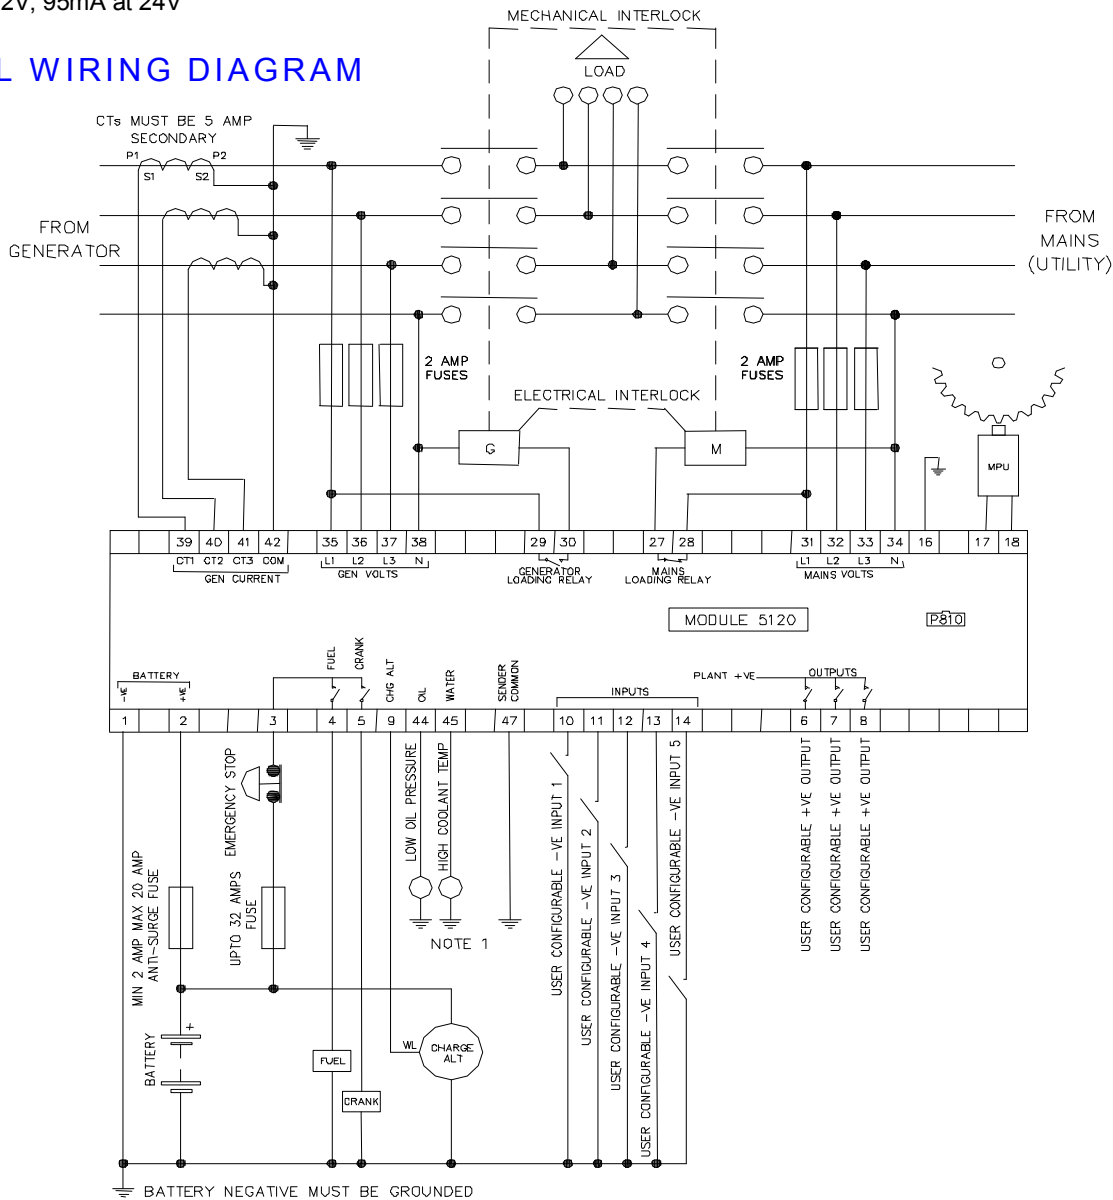 2V, 95mA at 24V
L WIRING DIAGRAM
MECHANICAL INTERLOCK
LOAD
CTs MUST BE 5 AMP
SECONDARY
P1
P2
S1
S2
FROM
GENERATOR
FROM
MAINS
(UTILITY)
2 AMP
FUSES
2 AMP
FUSES
ELECTRICAL INTERLOCK
G
M
MPU
39 40 41 42 35 36 37 38 29 30 27 28 31 32 33 34 16 17 18
CT1 CT2 CT3 COM
GEN CURRENT
L1 L2 L3 N
GEN VOLTS
GENERATOR
LOADING RELAY
MAINS
LOADING RELAY
L1 L2 L3 N
MAINS VOLTS
MODULE 5120
P810
BATTERY
-VE
+VE
FUEL
CRANK
CHG ALT
OIL
WATER
SENDER
COMMON
INPUTS
PLANT +VE
OUTPUTS
1 2 3 4 5 9 44 45 47 10 11 12 13 14 6 7 8
MIN 2 AMP MAX 20 AMP
ANTI-SURGE FUSE
EMERGENCY STOP
UPTO 32 AMPS
FUSE
LOW OIL PRESSURE
HIGH COOLANT TEMP
NOTE 1
USER CONFIGURABLE -VE INPUT 1
USER CONFIGURABLE -VE INPUT 2
USER CONFIGURABLE -VE INPUT 3
USER CONFIGURABLE -VE INPUT 4
USER CONFIGURABLE -VE INPUT 5
USER CONFIGURABLE +VE OUTPUT
USER CONFIGURABLE +VE OUTPUT
USER CONFIGURABLE +VE OUTPUT
BATTERY
+
FUEL
CRANK
WL
CHARGE
ALT
BATTERY NEGATIVE MUST BE GROUNDED